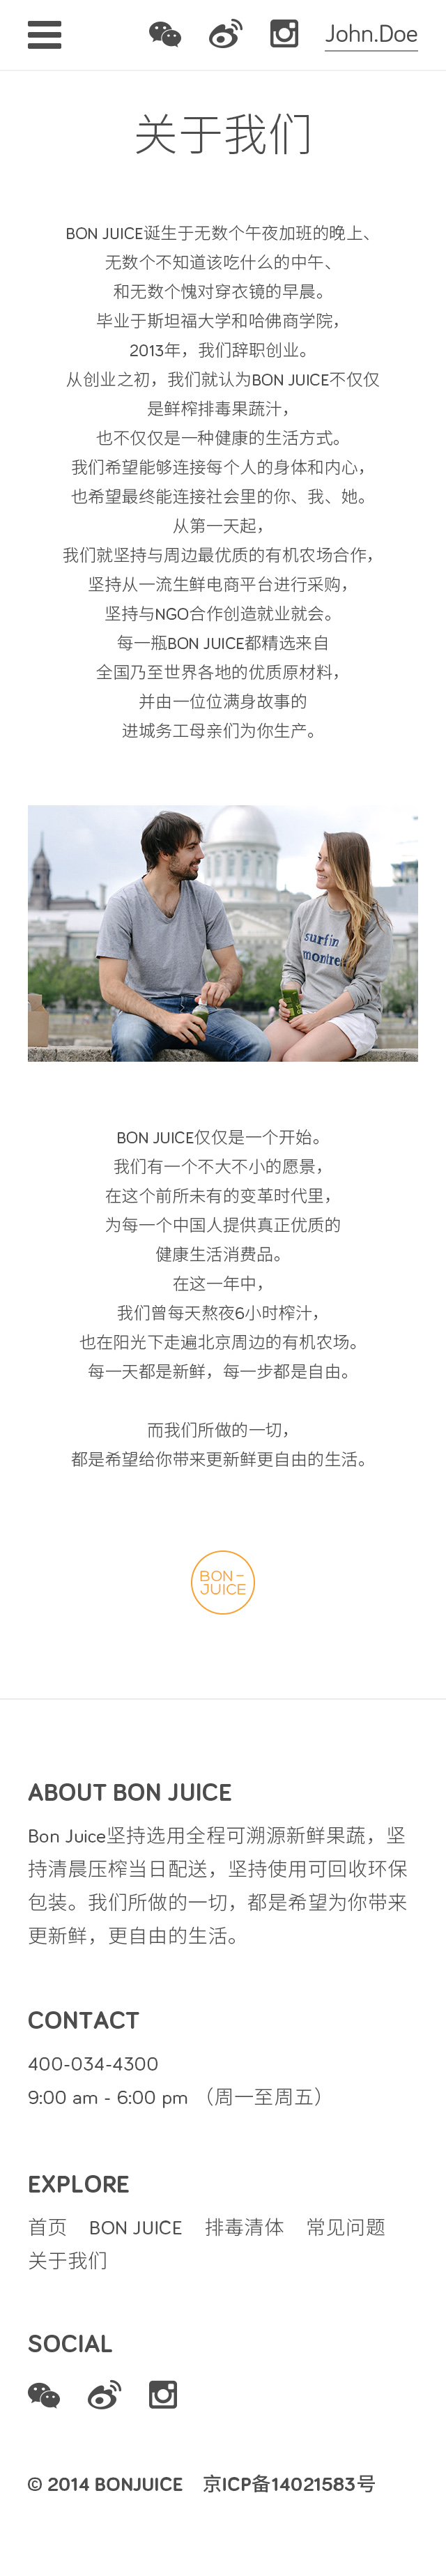 John.Doe
关于我们
BON JUICE诞生于无数个午夜加班的晚上、
无数个不知道该吃什么的中午、
和无数个愧对穿衣镜的早晨。
毕业于斯坦福大学和哈佛商学院，
2013年，我们辞职创业。
从创业之初，我们就认为BON JUICE不仅仅
是鲜榨排毒果蔬汁，
也不仅仅是一种健康的生活方式。
我们希望能够连接每个人的身体和内心，
也希望最终能连接社会里的你、我、她。
从第一天起，
我们就坚持与周边最优质的有机农场合作，
坚持从一流生鲜电商平台进行采购，
坚持与NGO合作创造就业就会。
每一瓶BON JUICE都精选来自
全国乃至世界各地的优质原材料，
并由一位位满身故事的
进城务工母亲们为你生产。
surfin
montreal
BON JUICE仅仅是一个开始。
我们有一个不大不小的愿景，
在这个前所未有的变革时代里，
为每一个中国人提供真正优质的
健康生活消费品。
在这一年中，
我们曾每天熬夜6小时榨汁，
也在阳光下走遍北京周边的有机农场。
每一天都是新鲜，每一步都是自由。
而我们所做的一切，
都是希望给你带来更新鲜更自由的生活。
BON–
JUICE
ABOUT BON JUICE
Bon Juice坚持选用全程可溯源新鲜果蔬，坚
持清晨压榨当日配送，坚持使用可回收环保
包装。我们所做的一切，都是希望为你带来
更新鲜，更自由的生活。
CONTACT
400-034-4300
9:00 am - 6:00 pm （周一至周五）
EXPLORE
首页 BON JUICE 排毒清体 常见问题
关于我们
SOCIAL
© 2014 BONJUICE 京ICP备14021583号